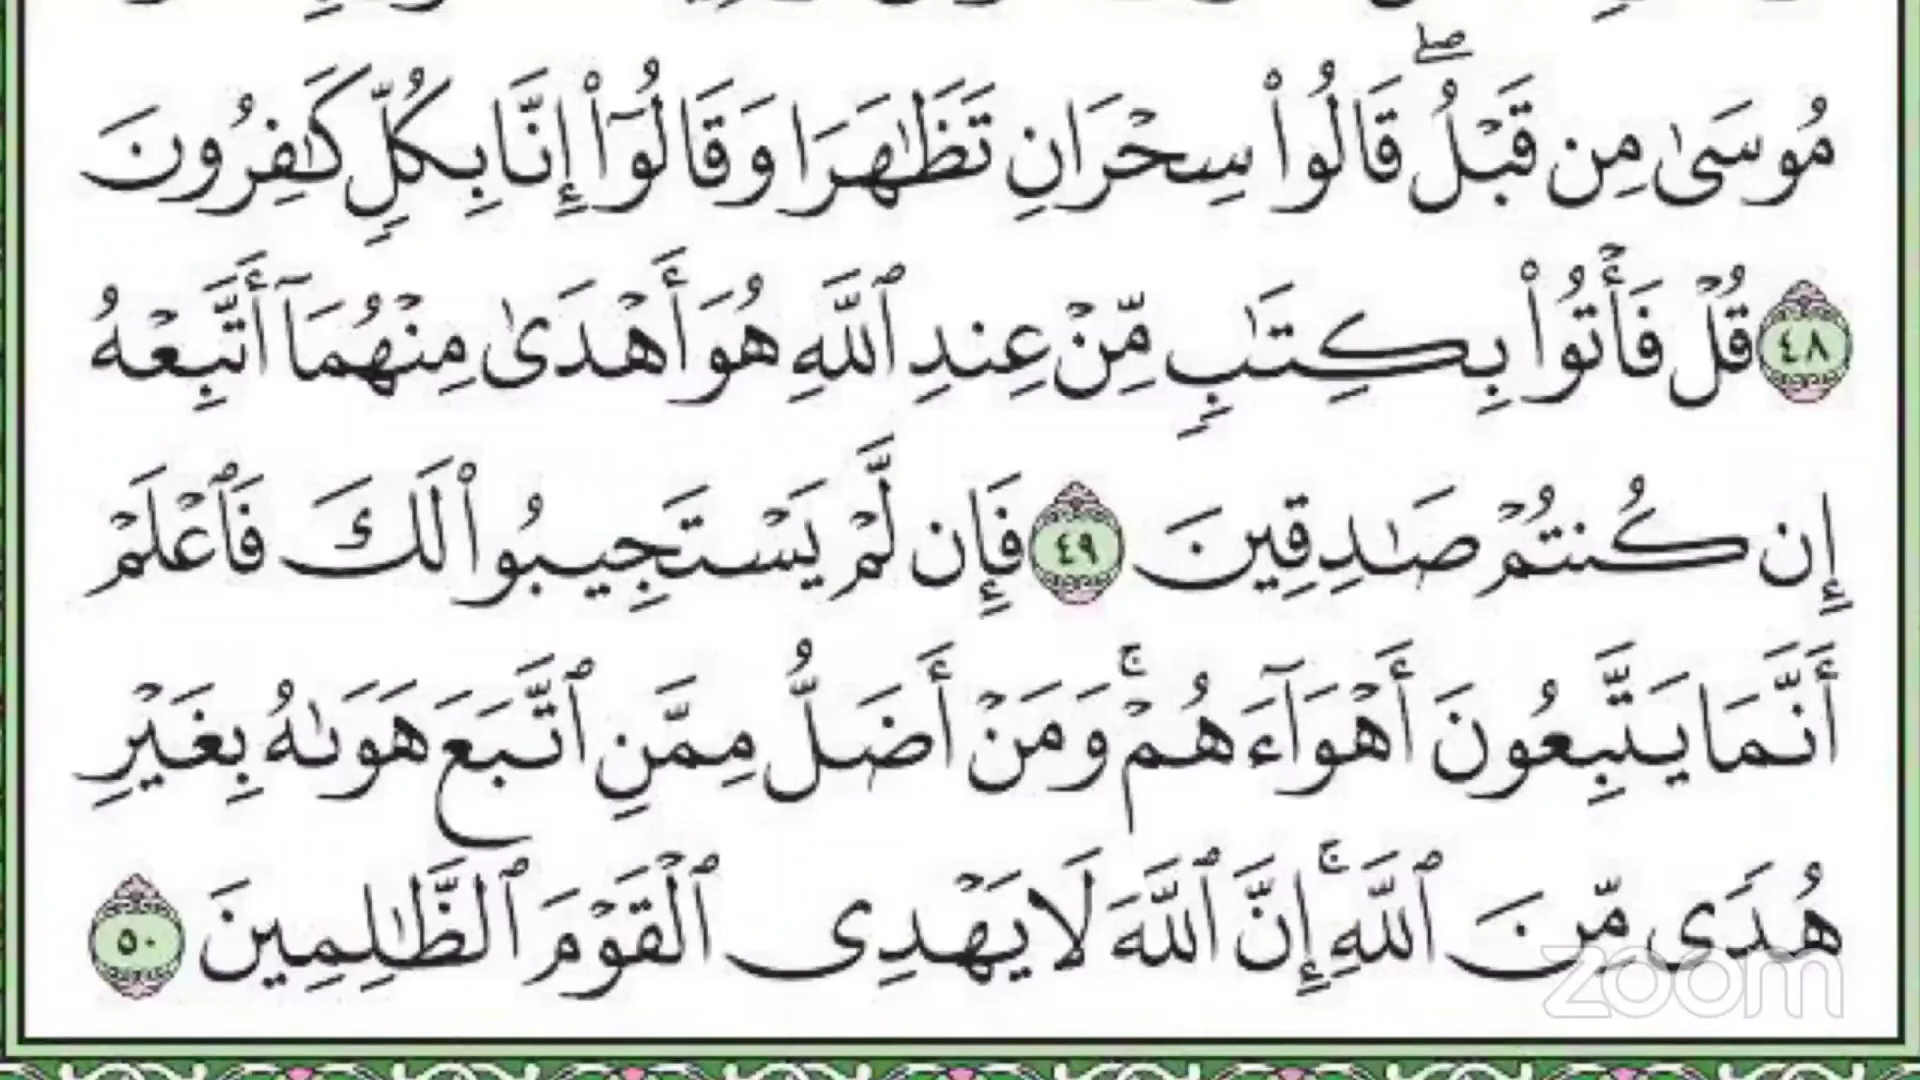 مُوسَىٰ مِن قَبْلُ ۖ قَالُوا۟ سِحْرَانِ تَظَٰهَرَا وَقَالُوٓا۟ إِنَّا بِكُلٍّ كَٰفِرُونَ
٤٨ قُلْ فَأْتُوا۟ بِكِتَٰبٍ مِّنْ عِندِ ٱللَّهِ هُوَ أَهْدَىٰ مِنْهُمَآ أَتَّبِعْهُ
إِن كُنتُمْ صَٰدِقِينَ ٤٩ فَإِن لَّمْ يَسْتَجِيبُوا۟ لَكَ فَٱعْلَمْ
أَنَّمَا يَتَّبِعُونَ أَهْوَآءَهُمْ ۚ وَمَنْ أَضَلُّ مِمَّنِ ٱتَّبَعَ هَوَىٰهُ بِغَيْرِ
هُدًى مِّنَ ٱللَّهِ ۚ إِنَّ ٱللَّهَ لَا يَهْدِى ٱلْقَوْمَ ٱلظَّٰلِمِينَ ٥٠
zoom